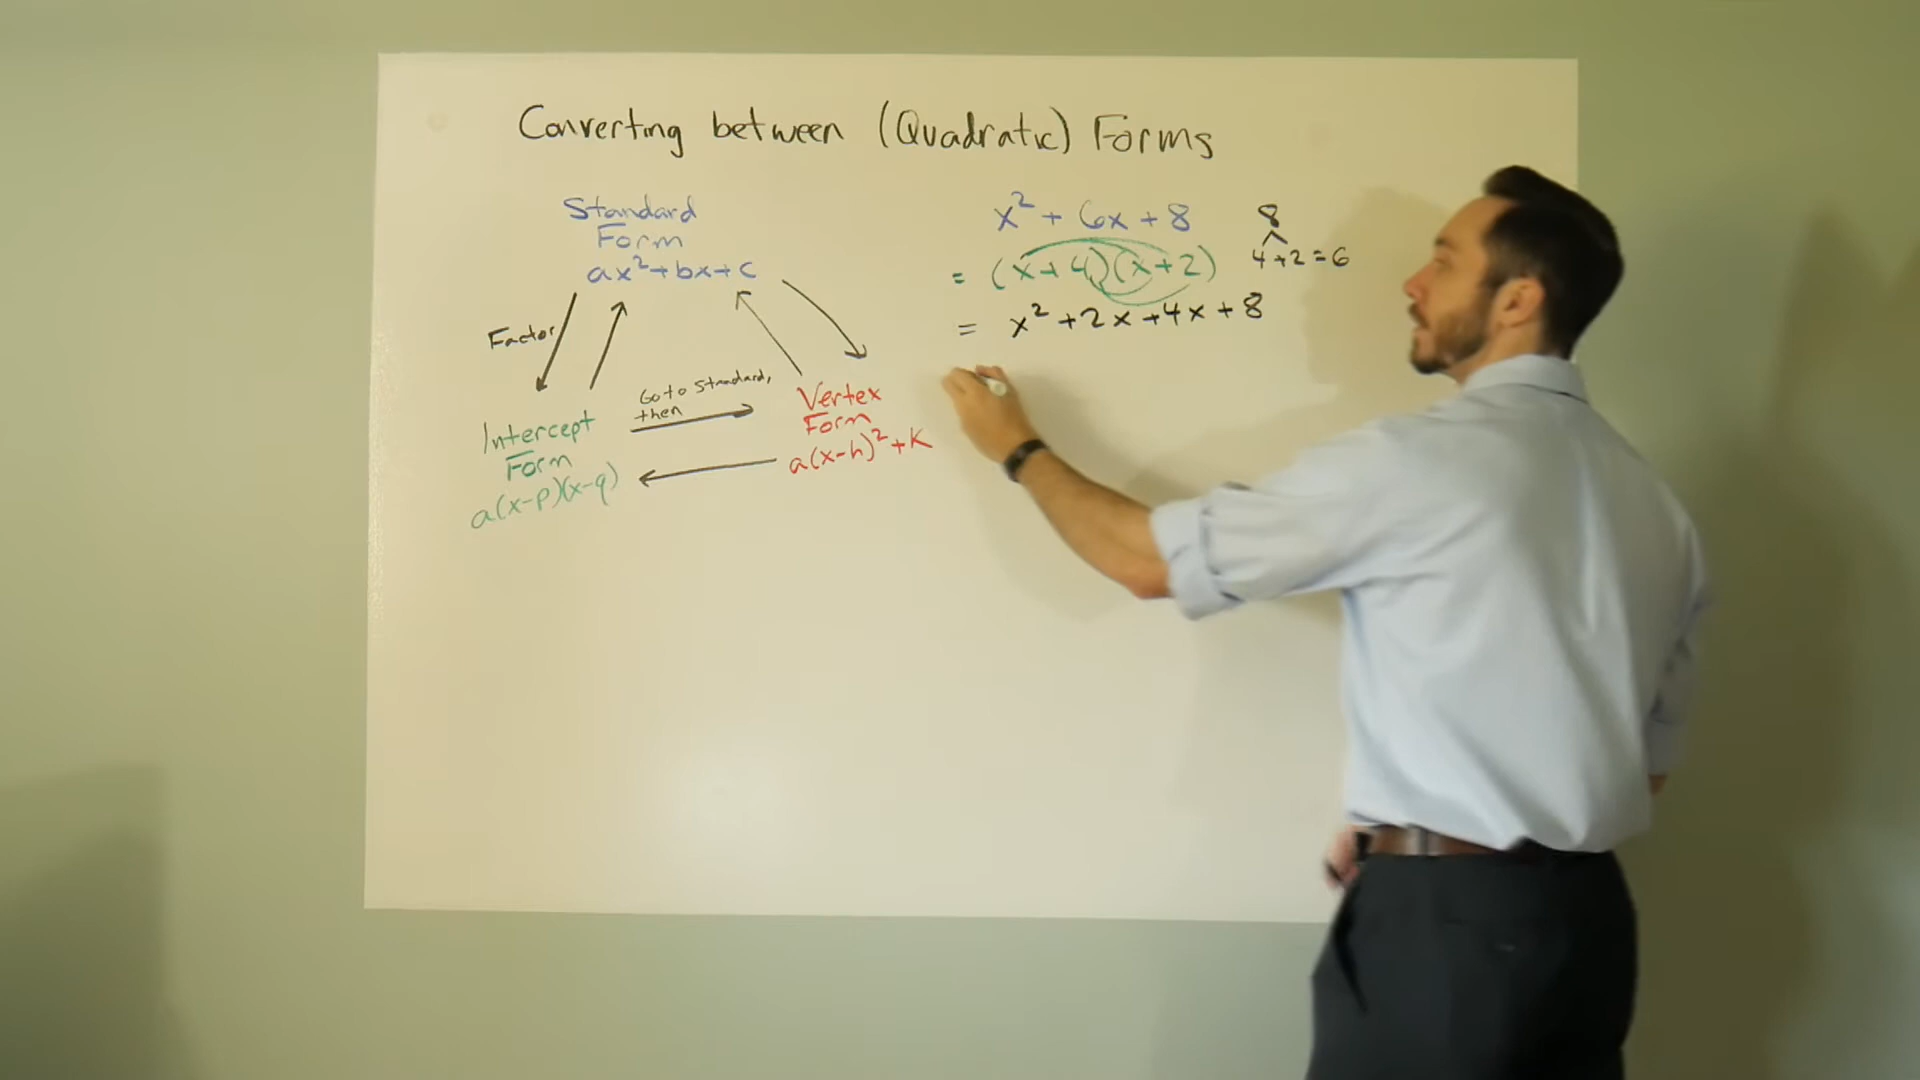 Converting between (Quadratic) Forms
Standard
Form
ax²+bx+c
Factor
Intercept
Form
a(x-p)(x-q)
Go to Standard,
then
Vertex
Form
a(x-h)²+k
x² + 6x + 8
= (x+4)(x+2)
= x² +2x +4x + 8
8
4+2=6